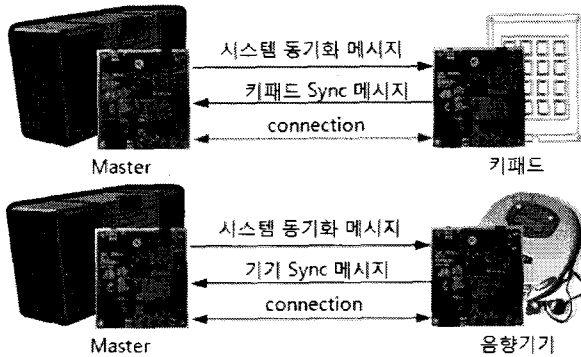 시스템 동기화 메시지
키패드 Sync 메시지
connection
Master
키패드
시스템 동기화 메시지
기기 Sync 메시지
connection
Master
음향기기